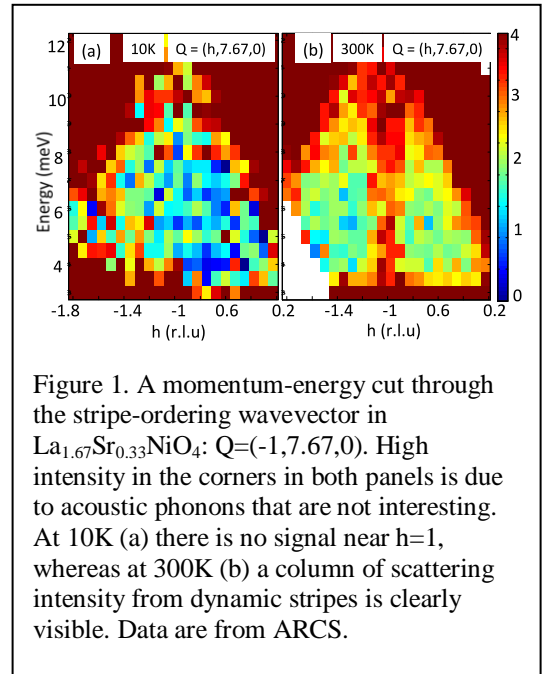 12 (a) 10K Q = (h,7.67,0) (b) 300K Q = (h,7.67,0) 4
10 3
Energy (meV)
8
2
6
1
4
0
-1.8 -1.4 -1 0.6 0.2 -1.4 -1 0.6 0.2
h (r.l.u) h (r.l.u)
Figure 1. A momentum-energy cut through
the stripe-ordering wavevector in
La1.67Sr0.33NiO4: Q=(-1,7.67,0). High
intensity in the corners in both panels is due
to acoustic phonons that are not interesting.
At 10K (a) there is no signal near h=1,
whereas at 300K (b) a column of scattering
intensity from dynamic stripes is clearly
visible. Data are from ARCS.